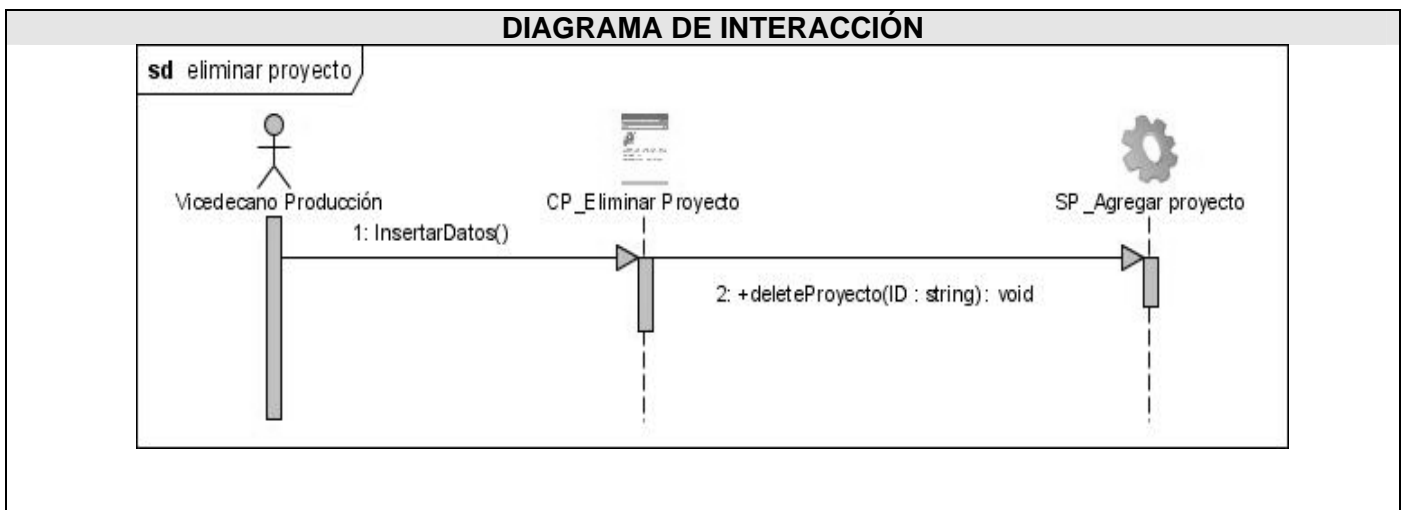 DIAGRAMA DE INTERACCIÓN
sd eliminar proyecto
Vicedecano Producción
CP_Eliminar Proyecto
SP_Agregar proyecto
1: InsertarDatos()
2: +deleteProyecto(ID : string) : void